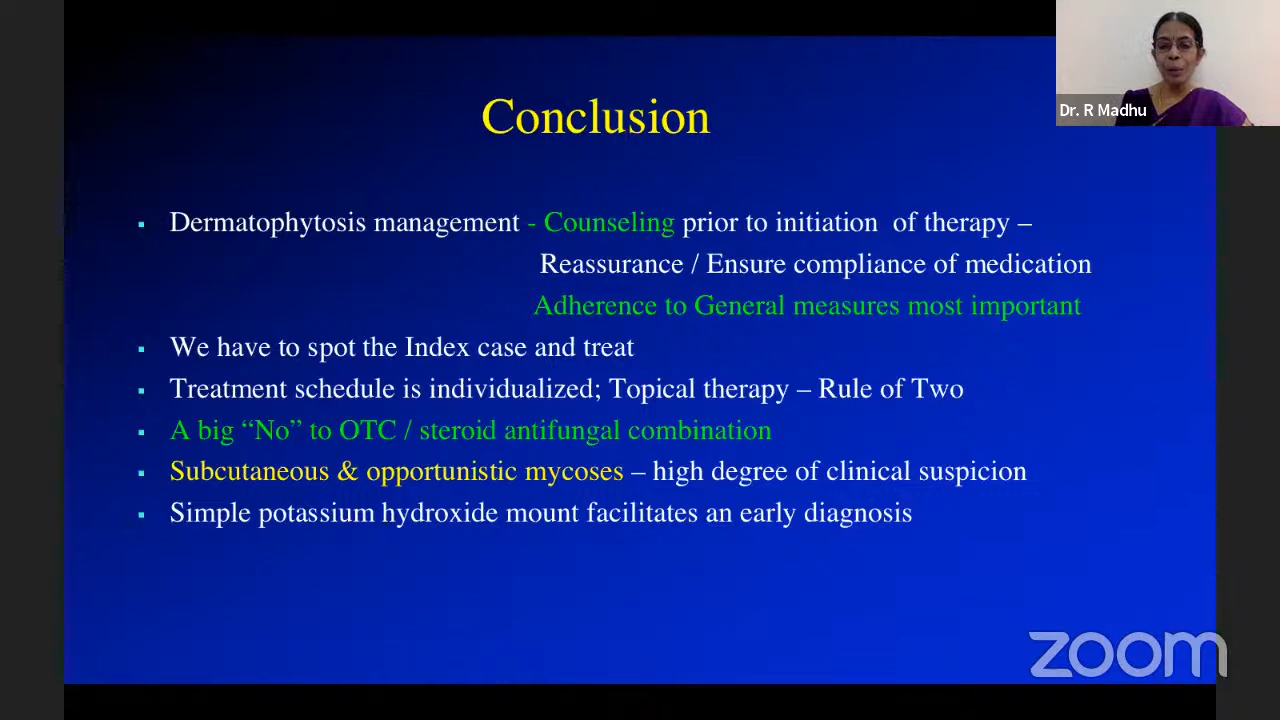 Conclusion
Dr. R Madhu
▪ Dermatophytosis management - Counseling prior to initiation of therapy –
Reassurance / Ensure compliance of medication
Adherence to General measures most important
▪ We have to spot the Index case and treat
▪ Treatment schedule is individualized; Topical therapy – Rule of Two
▪ A big “No” to OTC / steroid antifungal combination
▪ Subcutaneous & opportunistic mycoses – high degree of clinical suspicion
▪ Simple potassium hydroxide mount facilitates an early diagnosis
zoom